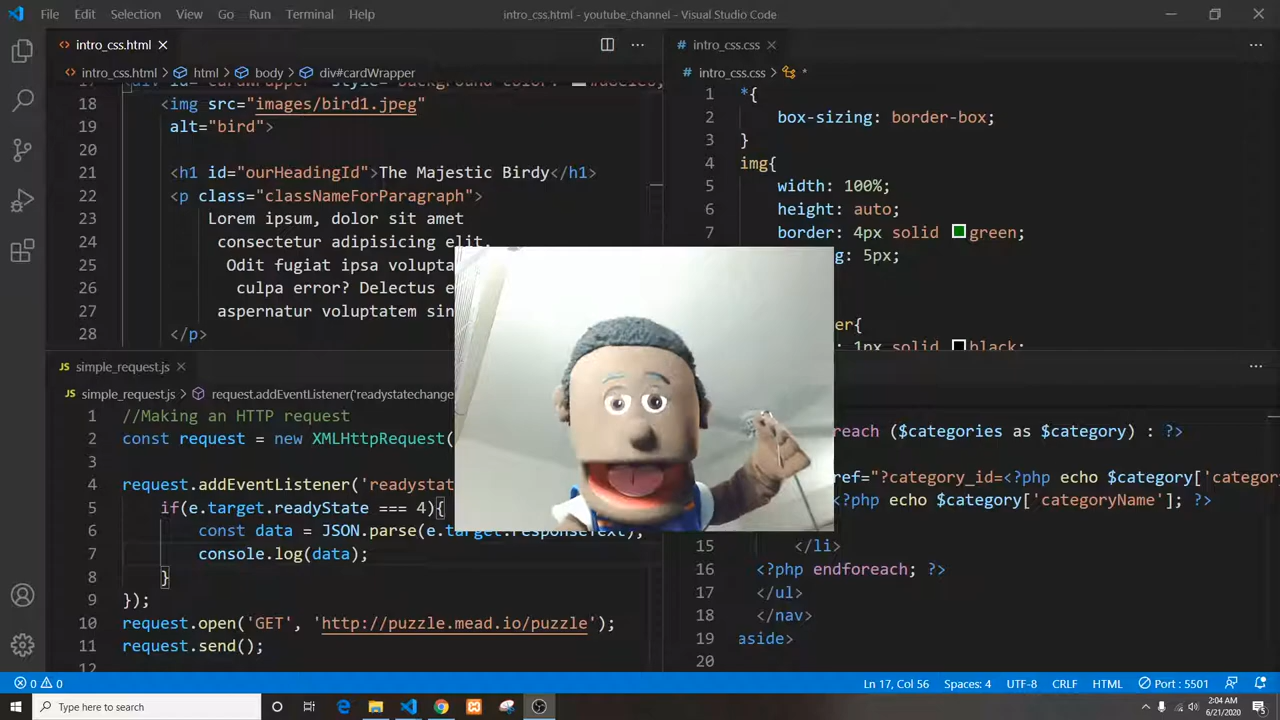 File Edit Selection View Go Run Terminal Help
intro_css.html - youtube_channel - Visual Studio Code
intro_css.html
intro_css.html html body div#cardWrapper
18 <img src="images/bird1.jpeg"
19 alt="bird">
20
21 <h1 id="ourHeadingId">The Majestic Birdy</h1>
22 <p class="classNameForParagraph">
23 Lorem ipsum, dolor sit amet
24 consectetur adipisicing elit.
25 Odit fugiat ipsa volupta
26 culpa error? Delectus e
27 aspernatur voluptatem sin
28 </p>
intro_css.css
intro_css.css *
1 *{
2 box-sizing: border-box;
3 }
4 img{
5 width: 100%;
6 height: auto;
7 border: 4px solid green;
g: 5px;
er{
: 1px solid black;
simple_request.js
simple_request.js request.addEventListener('readystatechange
1 //Making an HTTP request
2 const request = new XMLHttpRequest(
3
4 request.addEventListener('readystat
5 if(e.target.readyState === 4){
6 const data = JSON.parse(e.target.responseText);
7 console.log(data);
8 }
9 });
10 request.open('GET', 'http://puzzle.mead.io/puzzle');
11 request.send();
12
reach ($categories as $category) : ?>
ref="?category_id=<?php echo $category['categor
<?php echo $category['categoryName']; ?>
15 </li>
16 <?php endforeach; ?>
17 </ul>
18 </nav>
19 aside>
20
0 0 Ln 17, Col 56 Spaces: 4 UTF-8 CRLF HTML Port : 5501
Type here to search
2:04 AM
6/21/2020